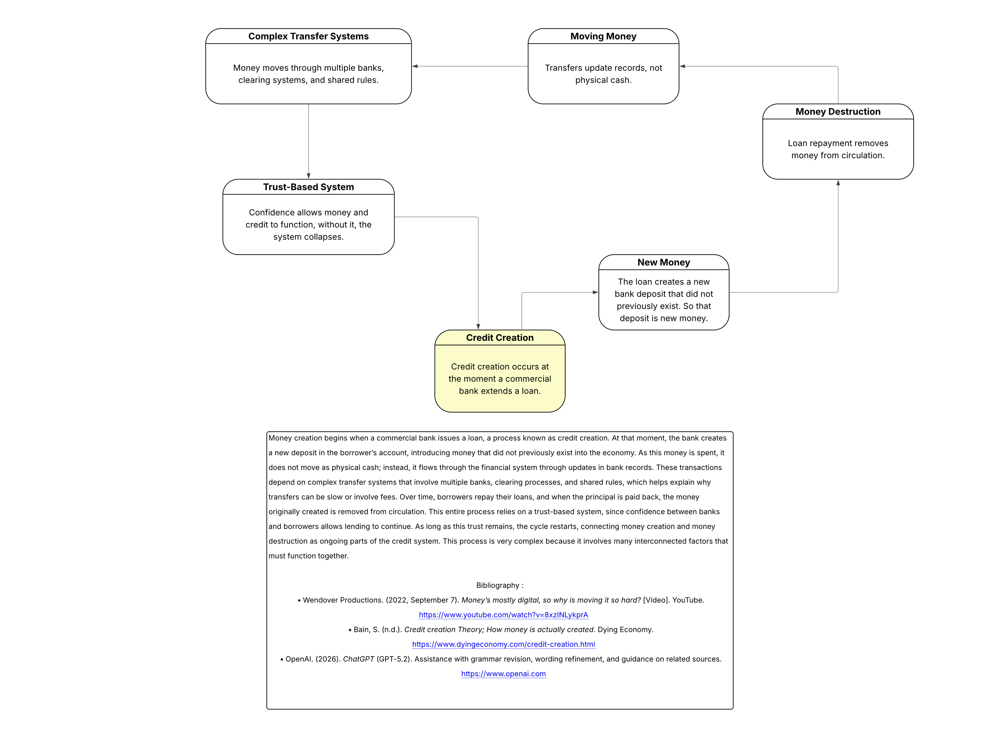 Complex Transfer Systems
Money moves through multiple banks,
clearing systems, and shared rules.
Moving Money
Transfers update records, not
physical cash.
Money Destruction
Loan repayment removes
money from circulation.
Trust-Based System
Confidence allows money and
credit to function, without it, the
system collapses.
New Money
The loan creates a new
bank deposit that did not
previously exist. So that
deposit is new money.
Credit Creation
Credit creation occurs at
the moment a commercial
bank extends a loan.
Money creation begins when a commercial bank issues a loan, a process known as credit creation. At that moment, the bank creates
a new deposit in the borrower’s account, introducing money that did not previously exist into the economy. As this money is spent, it
does not move as physical cash; instead, it flows through the financial system through updates in bank records. These transactions
depend on complex transfer systems that involve multiple banks, clearing processes, and shared rules, which helps explain why
transfers can be slow or involve fees. Over time, borrowers repay their loans, and when the principal is paid back, the money
originally created is removed from circulation. This entire process relies on a trust-based system, since confidence between banks
and borrowers allows lending to continue. As long as this trust remains, the cycle restarts, connecting money creation and money
destruction as ongoing parts of the credit system. This process is very complex because it involves many interconnected factors that
must function together.
Bibliography :
• Wendover Productions. (2022, September 7). Money’s mostly digital, so why is moving it so hard? [Video]. YouTube.
https://www.youtube.com/watch?v=8xzINLykprA
• Bain, S. (n.d.). Credit creation Theory; How money is actually created. Dying Economy.
https://www.dyingeconomy.com/credit-creation.html
• OpenAI. (2026). ChatGPT (GPT-5.2). Assistance with grammar revision, wording refinement, and guidance on related sources.
https://www.openai.com